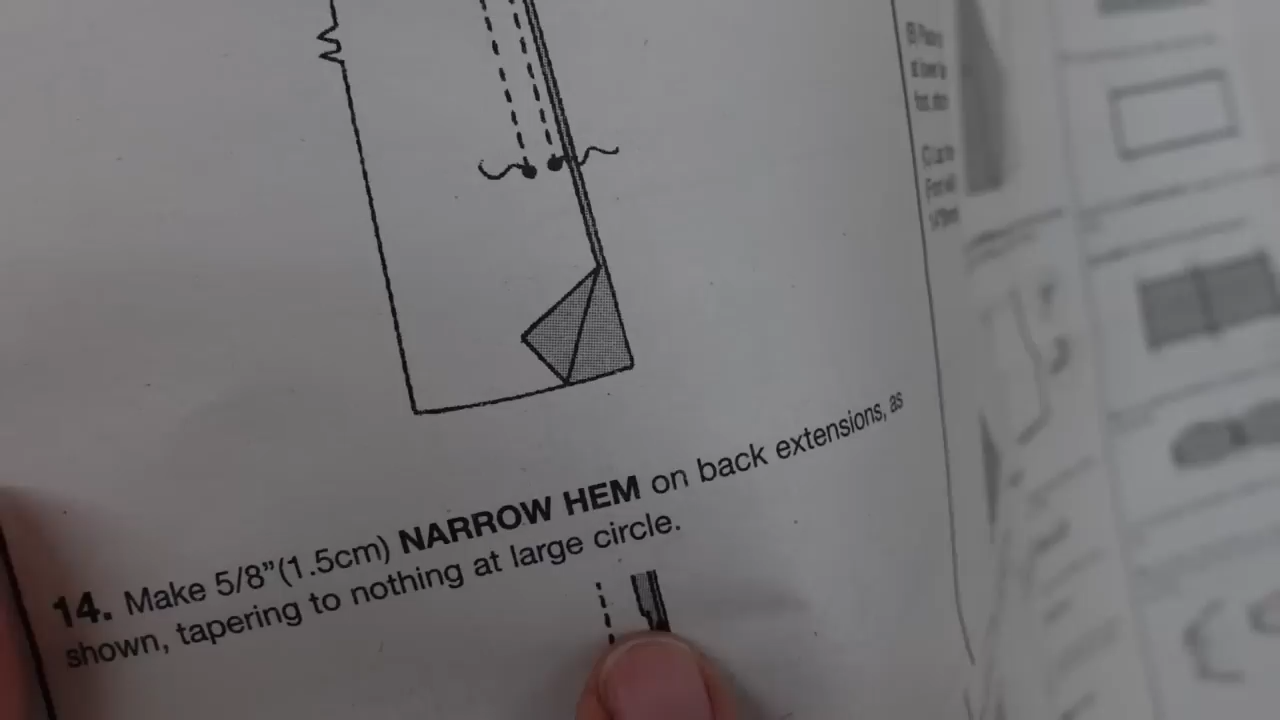 14. Make 5/8”(1.5cm) NARROW HEM on back extensions, as
shown, tapering to nothing at large circle.